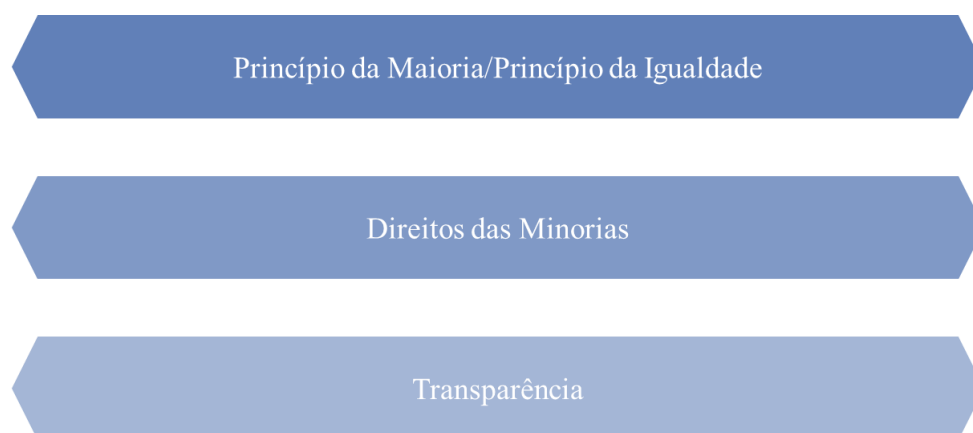 Princípio da Maioria/Princípio da Igualdade
Direitos das Minorias
Transparência